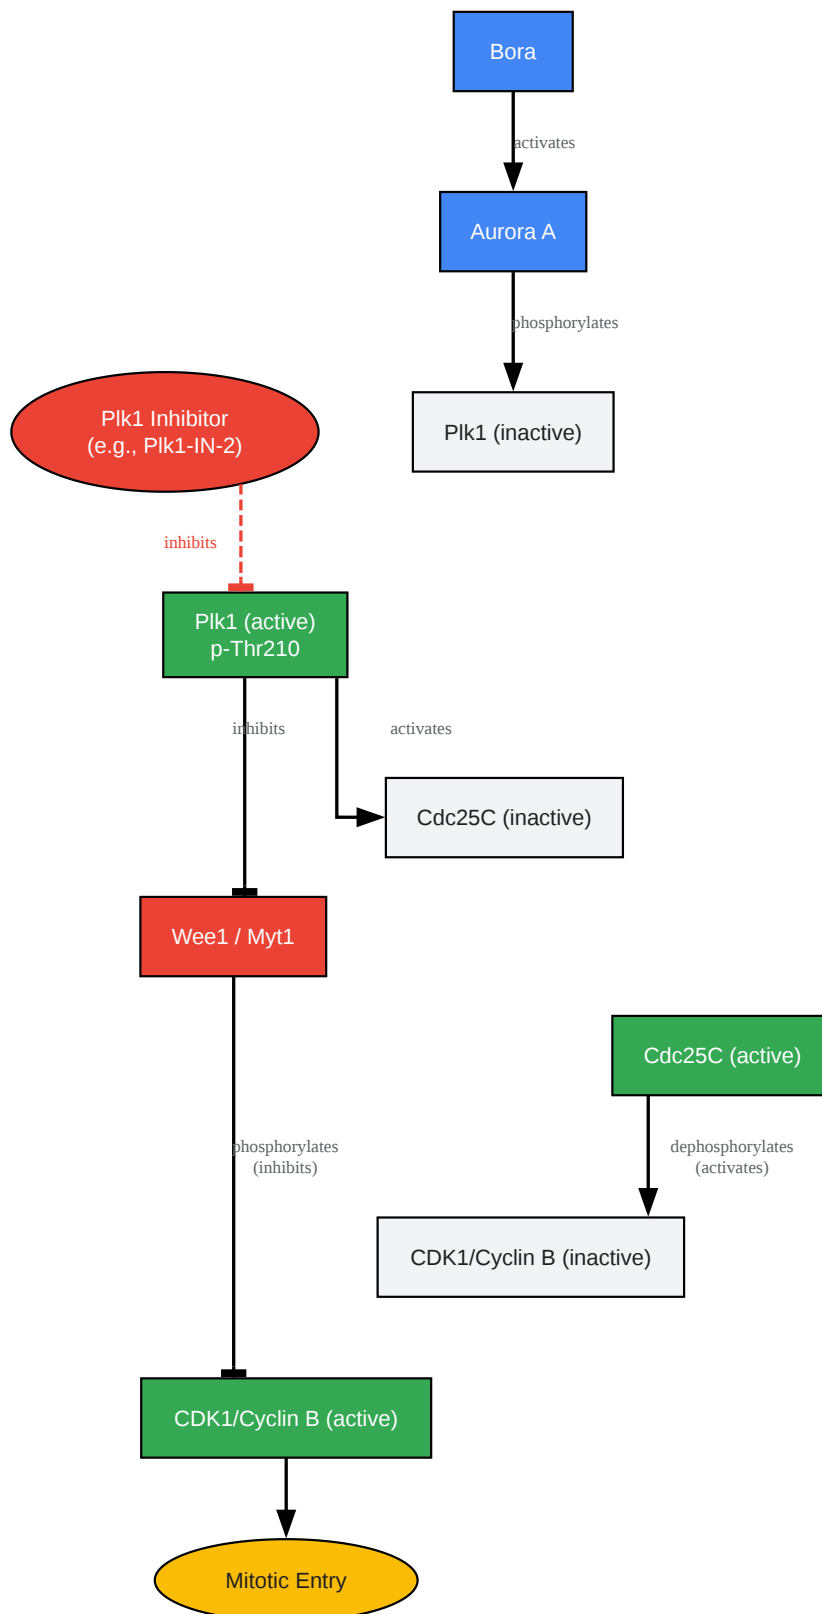 Bora
activates
Aurora A
phosphorylates
Plk1 Inhibitor
(e.g., Plk1-IN-2)
Plk1 (inactive)
inhibits
Plk1 (active)
p-Thr210
inhibits
activates
Cdc25C (inactive)
Wee1 / Myt1
Cdc25C (active)
phosphorylates
(inhibits)
dephosphorylates
(activates)
CDK1/Cyclin B (inactive)
CDK1/Cyclin B (active)
Mitotic Entry